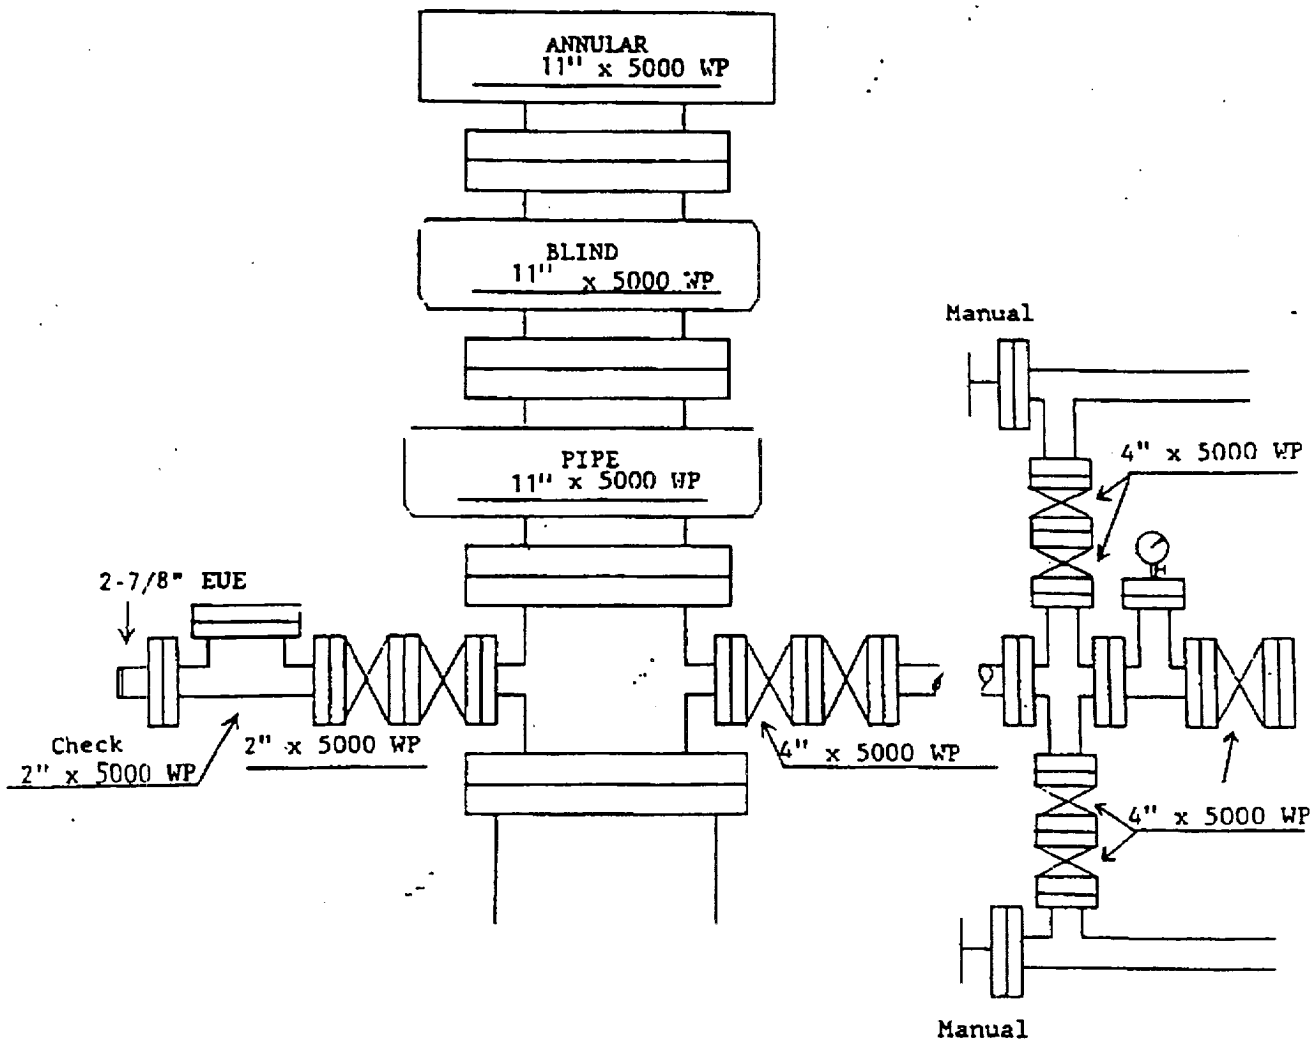 ANNULAR
11" x 5000 WP
BLIND
11" x 5000 WP
PIPE
11" x 5000 WP
2-7/8" EUE
Check
2" x 5000 WP
2" x 5000 WP
4" x 5000 WP
Manual
4" x 5000 WP
4" x 5000 WP
Manual